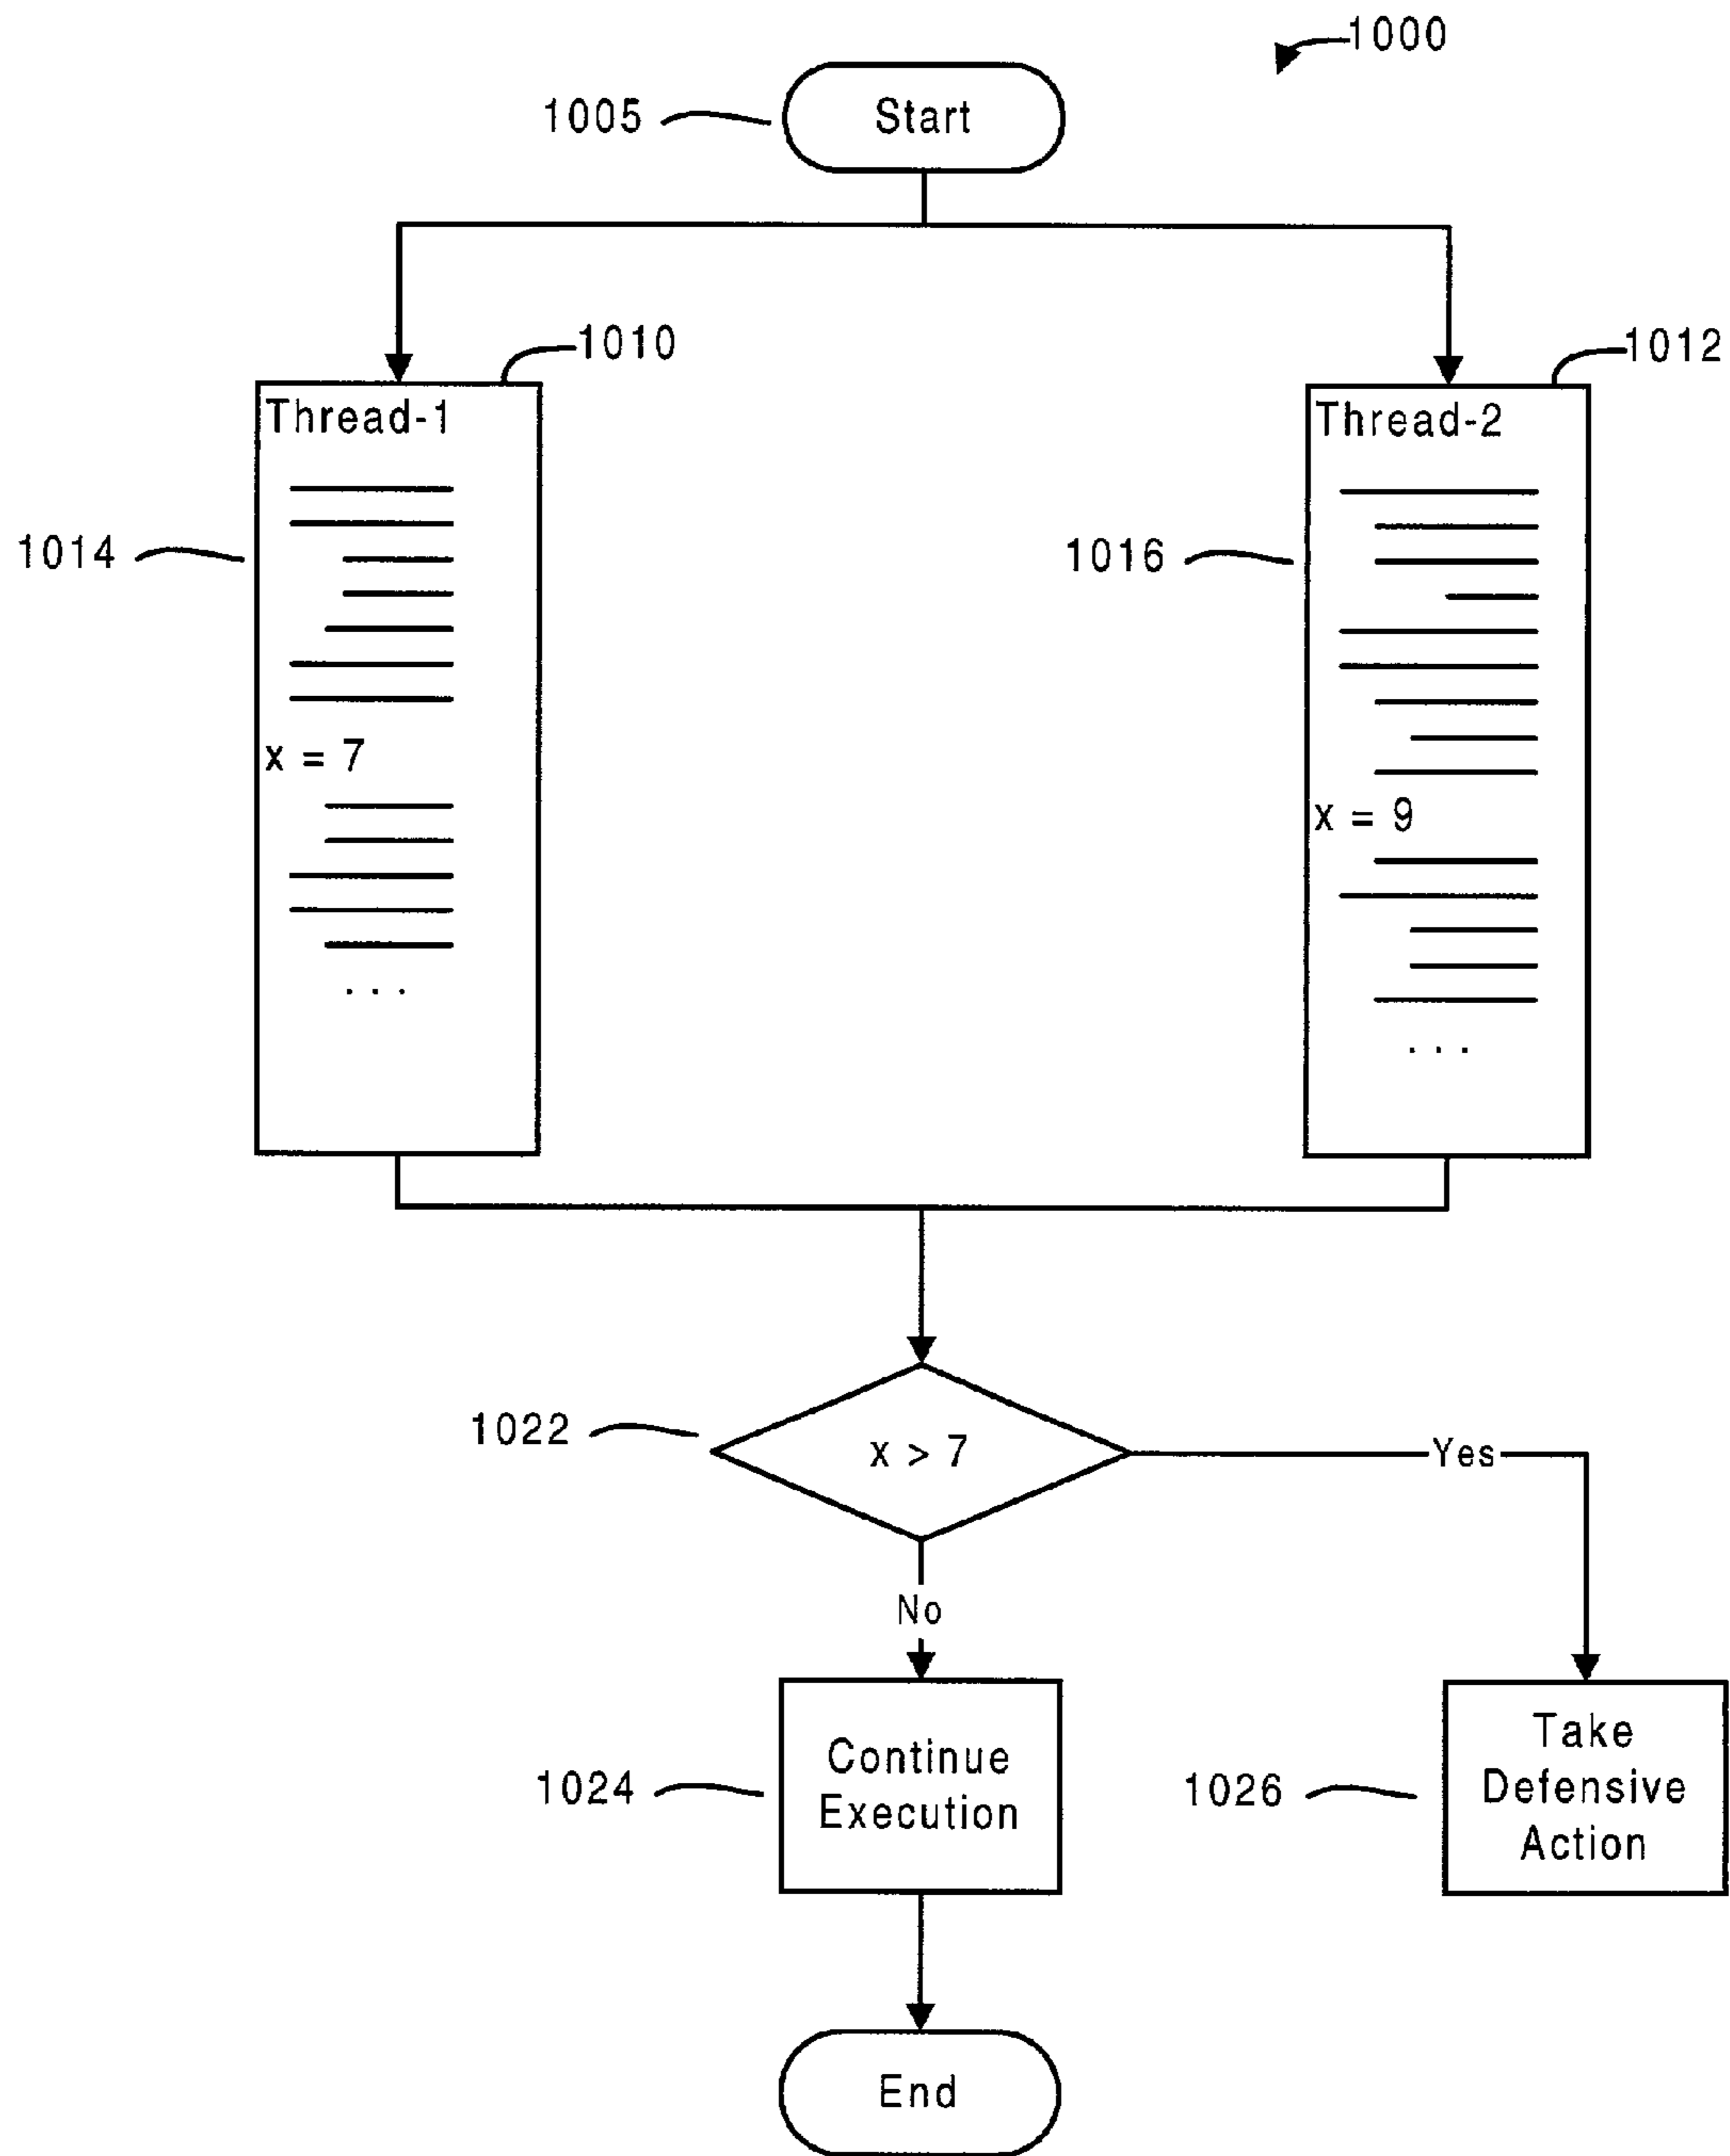 1000
1005
Start
1010
1012
Thread-1
Thread-2
1014
1016
x = 7
x = 9
. . .
. . .
1022
x > 7
Yes
No
1024
Continue
Execution
1026
Take
Defensive
Action
End